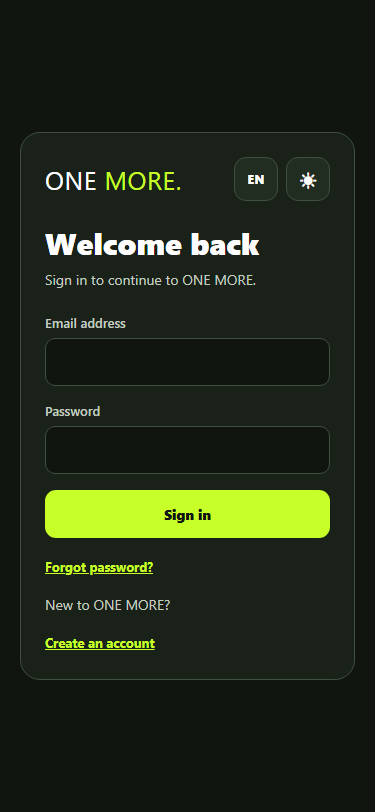 ONE MORE.
EN
Welcome back
Sign in to continue to ONE MORE.
Email address
Password
Sign in
Forgot password?
New to ONE MORE?
Create an account